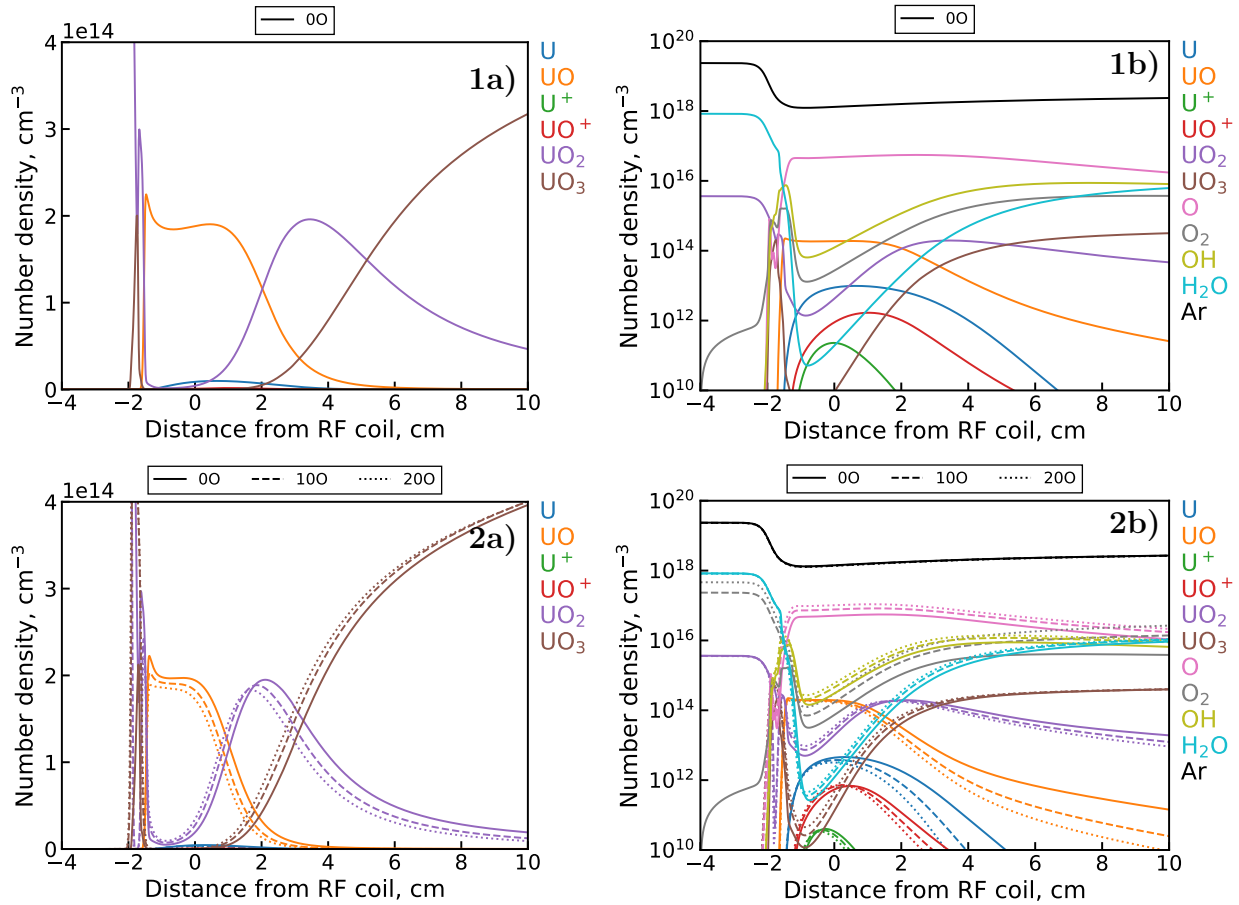 0O
1e14
4
3
2
1
0
Number density, cm⁻³
1a)
−4 −2 0 2 4 6 8 10
Distance from RF coil, cm
U
UO
U⁺
UO⁺
UO₂
UO₃
0O
10²⁰
10¹⁸
10¹⁶
10¹⁴
10¹²
10¹⁰
Number density, cm⁻³
1b)
−4 −2 0 2 4 6 8 10
Distance from RF coil, cm
U
UO
U⁺
UO⁺
UO₂
UO₃
O
O₂
OH
H₂O
Ar
0O 10O 20O
1e14
4
3
2
1
0
Number density, cm⁻³
2a)
−4 −2 0 2 4 6 8 10
Distance from RF coil, cm
U
UO
U⁺
UO⁺
UO₂
UO₃
0O 10O 20O
10²⁰
10¹⁸
10¹⁶
10¹⁴
10¹²
10¹⁰
Number density, cm⁻³
2b)
−4 −2 0 2 4 6 8 10
Distance from RF coil, cm
U
UO
U⁺
UO⁺
UO₂
UO₃
O
O₂
OH
H₂O
Ar